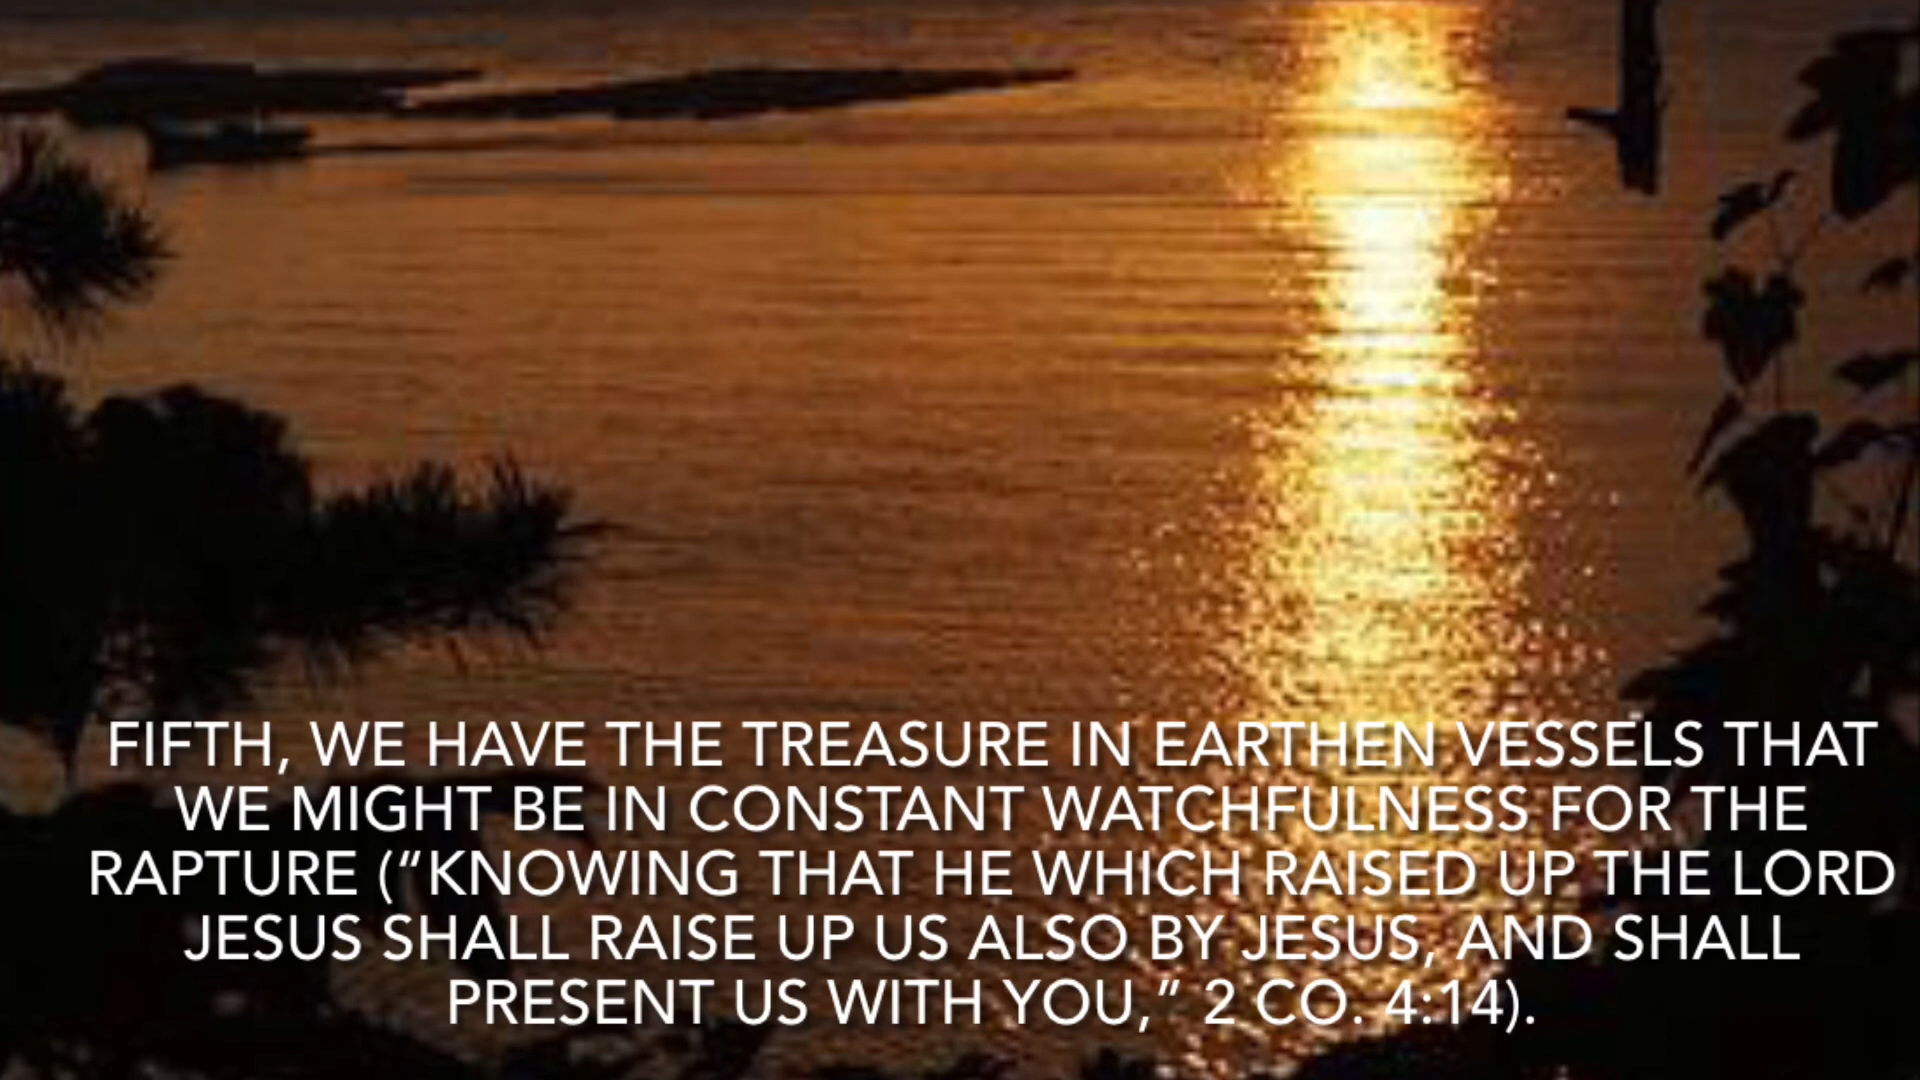 FIFTH, WE HAVE THE TREASURE IN EARTHEN VESSELS THAT
WE MIGHT BE IN CONSTANT WATCHFULNESS FOR THE
RAPTURE (“KNOWING THAT HE WHICH RAISED UP THE LORD
JESUS SHALL RAISE UP US ALSO BY JESUS, AND SHALL
PRESENT US WITH YOU,” 2 CO. 4:14).